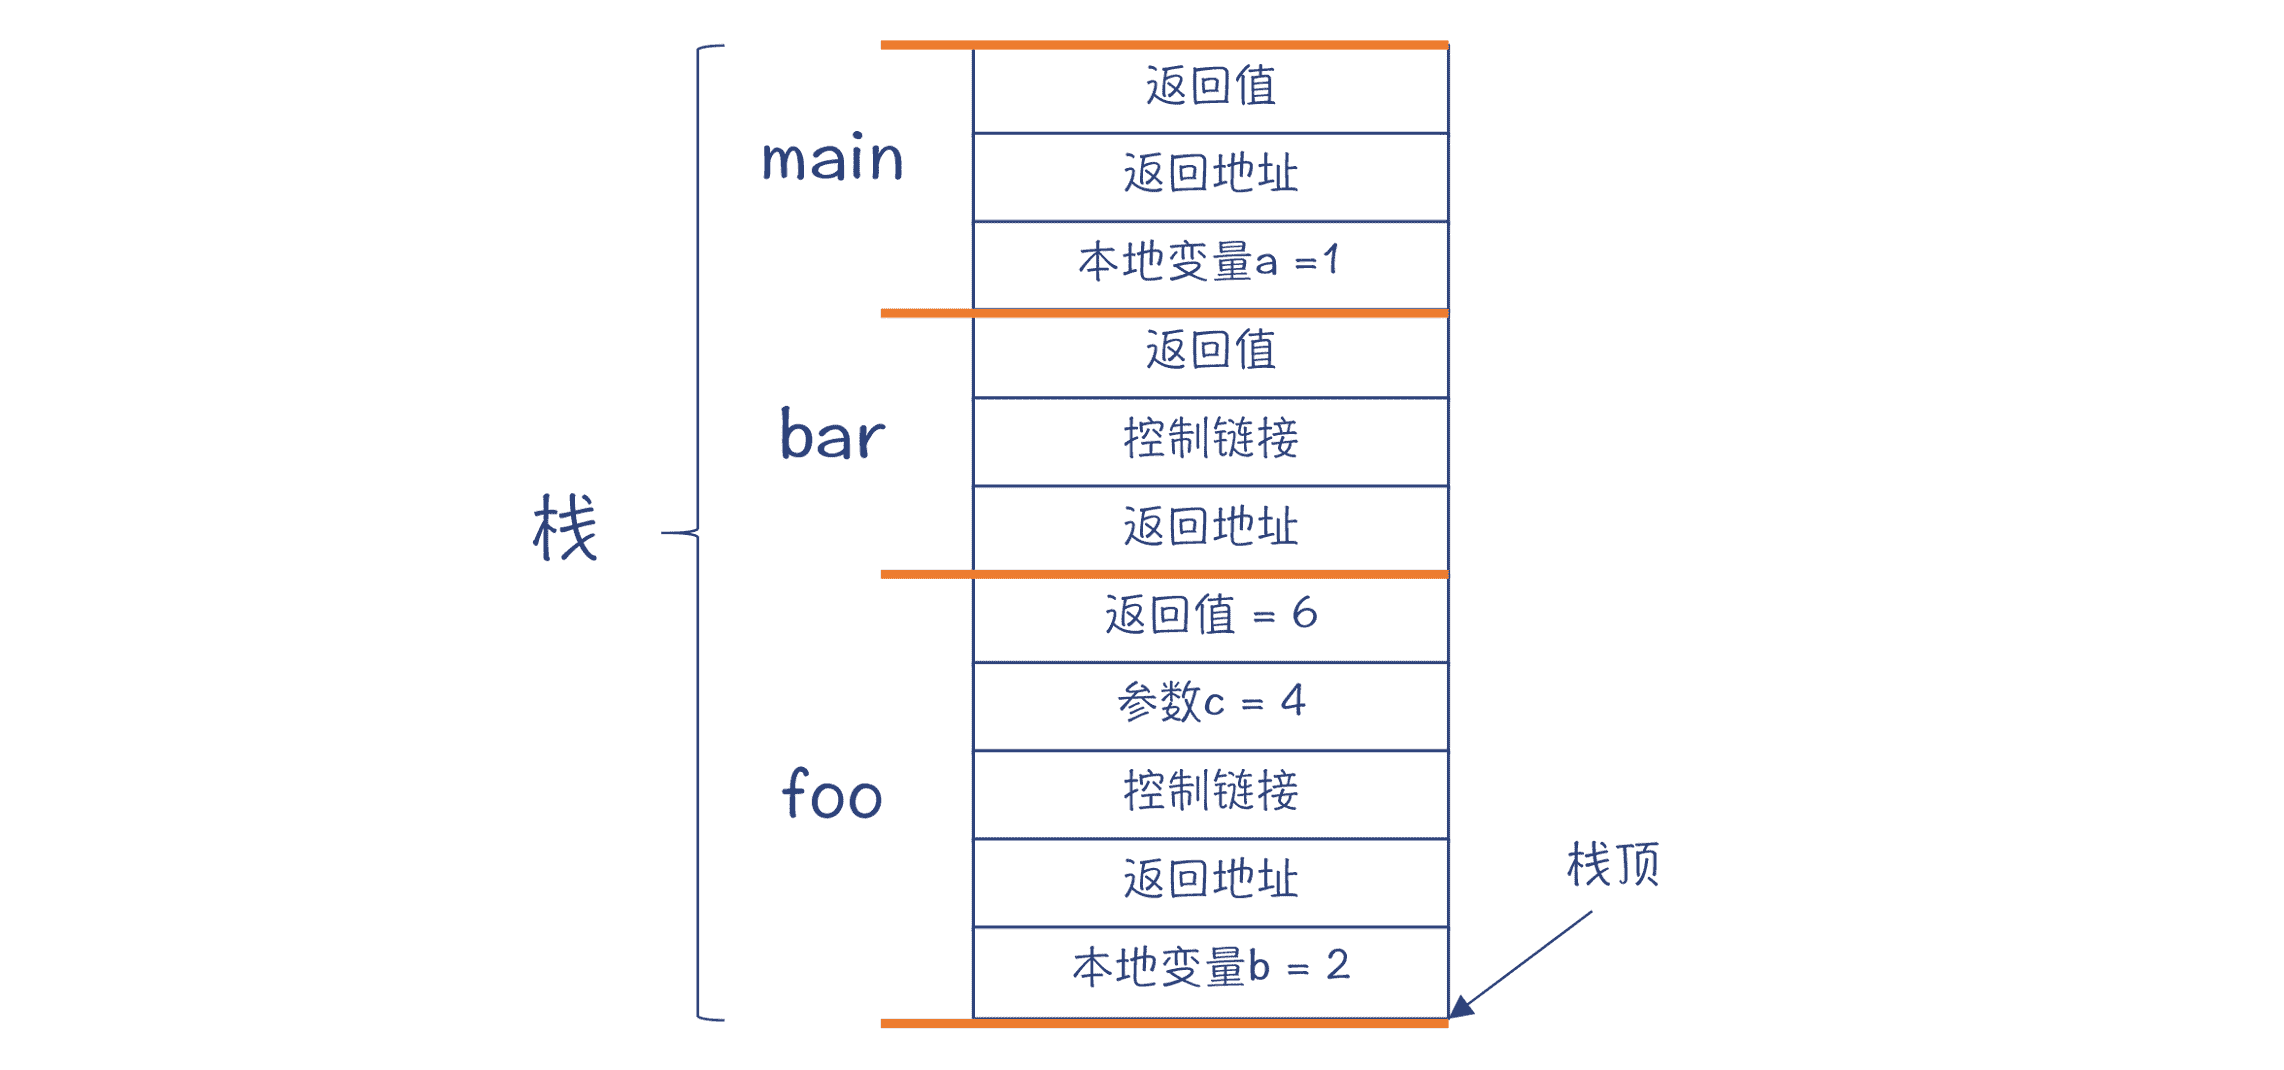 栈
main
返回值
返回地址
本地变量a =1
bar
返回值
控制链接
返回地址
foo
返回值 = 6
参数c = 4
控制链接
返回地址
本地变量b = 2
栈顶